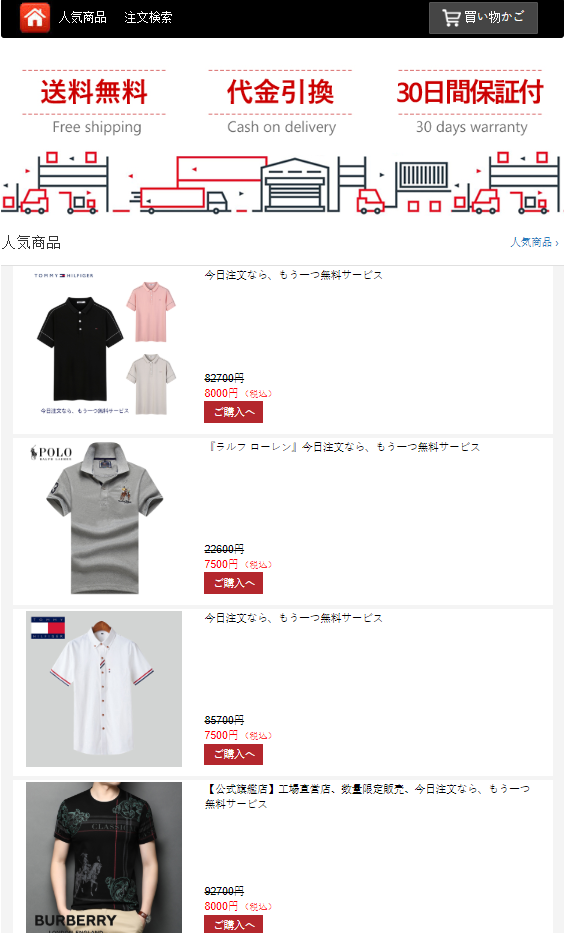 人気商品 注文検索 買い物かご
送料無料 代金引換 30日間保証付
Free shipping Cash on delivery 30 days warranty
人気商品 人気商品 ›
TOMMY HILFIGER
今日注文なら、もう一つ無料サービス
今日注文なら、もう一つ無料サービス
82700円
8000円（税込）
ご購入へ
POLO
RALPH LAUREN
3
『ラルフ ローレン』今日注文なら、もう一つ無料サービス
22600円
7500円（税込）
ご購入へ
TOMMY
HILFIGER
今日注文なら、もう一つ無料サービス
85700円
7500円（税込）
ご購入へ
【公式旗艦店】工場直営店、数量限定販売、今日注文なら、もう一つ
無料サービス
CLASSI
92700円
8000円（税込）
ご購入へ
BURBERRY
LONDON ENGLAND